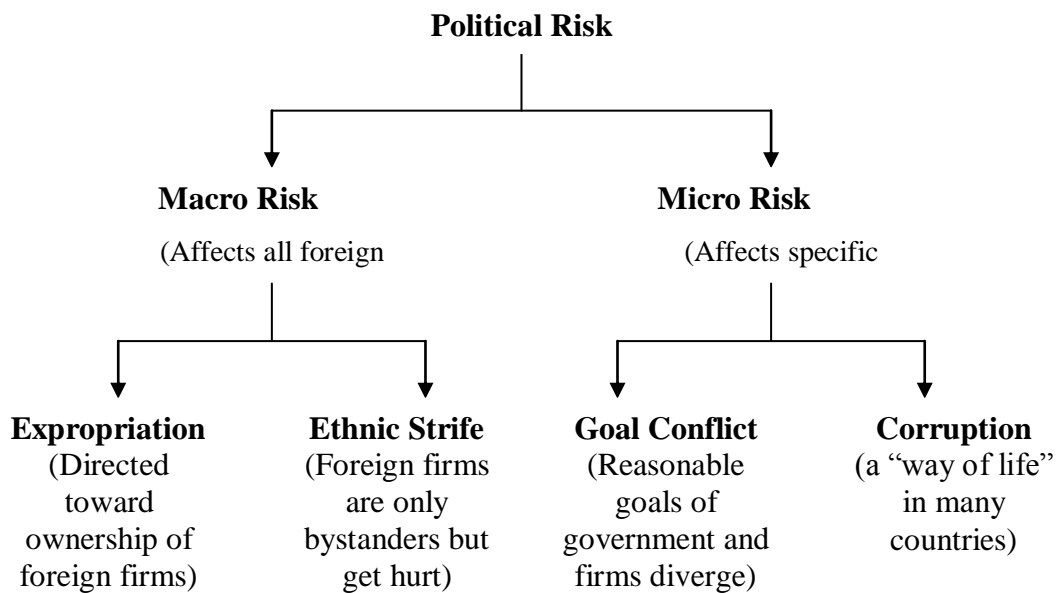 Political Risk
Macro Risk
(Affects all foreign
Micro Risk
(Affects specific
Expropriation
(Directed
toward
ownership of
foreign firms)
Ethnic Strife
(Foreign firms
are only
bystanders but
get hurt)
Goal Conflict
(Reasonable
goals of
government and
firms diverge)
Corruption
(a “way of life”
in many
countries)